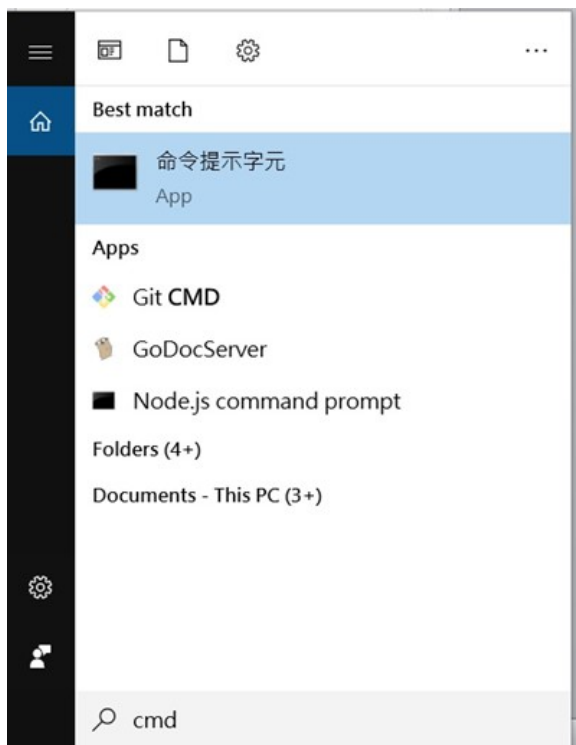 Best match
命令提示字元
App
Apps
Git CMD
GoDocServer
Node.js command prompt
Folders (4+)
Documents - This PC (3+)
cmd